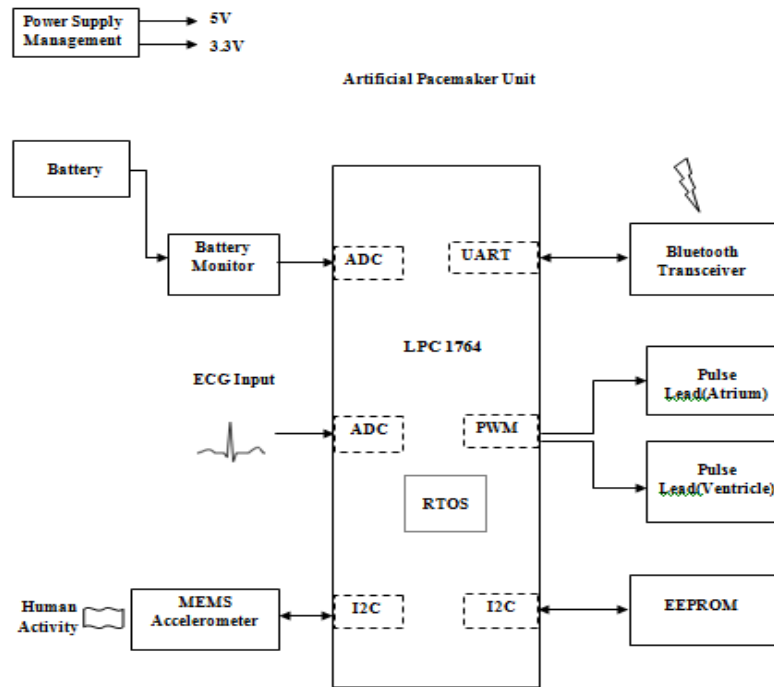 Power Supply
Management
5V
3.3V
Artificial Pacemaker Unit
Battery
Battery
Monitor
ADC
UART
Bluetooth
Transceiver
LPC 1764
ECG Input
ADC
PWM
Pulse
Lead(Atrium)
Pulse
Lead(Ventricle)
RTOS
Human
Activity
MEMS
Accelerometer
I2C
I2C
EEPROM